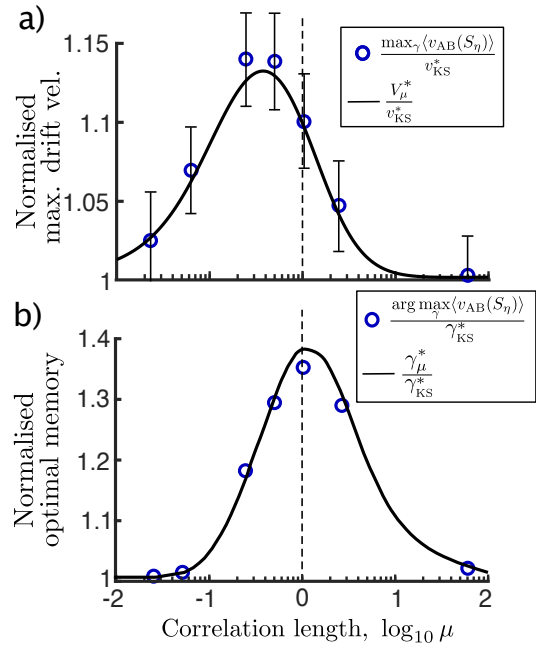 a)
1.15
1.1
1.05
1
Normalised
max. drift vel.
max_γ⟨v_AB(S_η)⟩
v*_KS
V*_μ
v*_KS
b)
1.4
1.3
1.2
1.1
1
Normalised
optimal memory
arg max_γ⟨v_AB(S_η)⟩
γ*_KS
γ*_μ
γ*_KS
-2 -1 0 1 2
Correlation length, log₁₀ μ